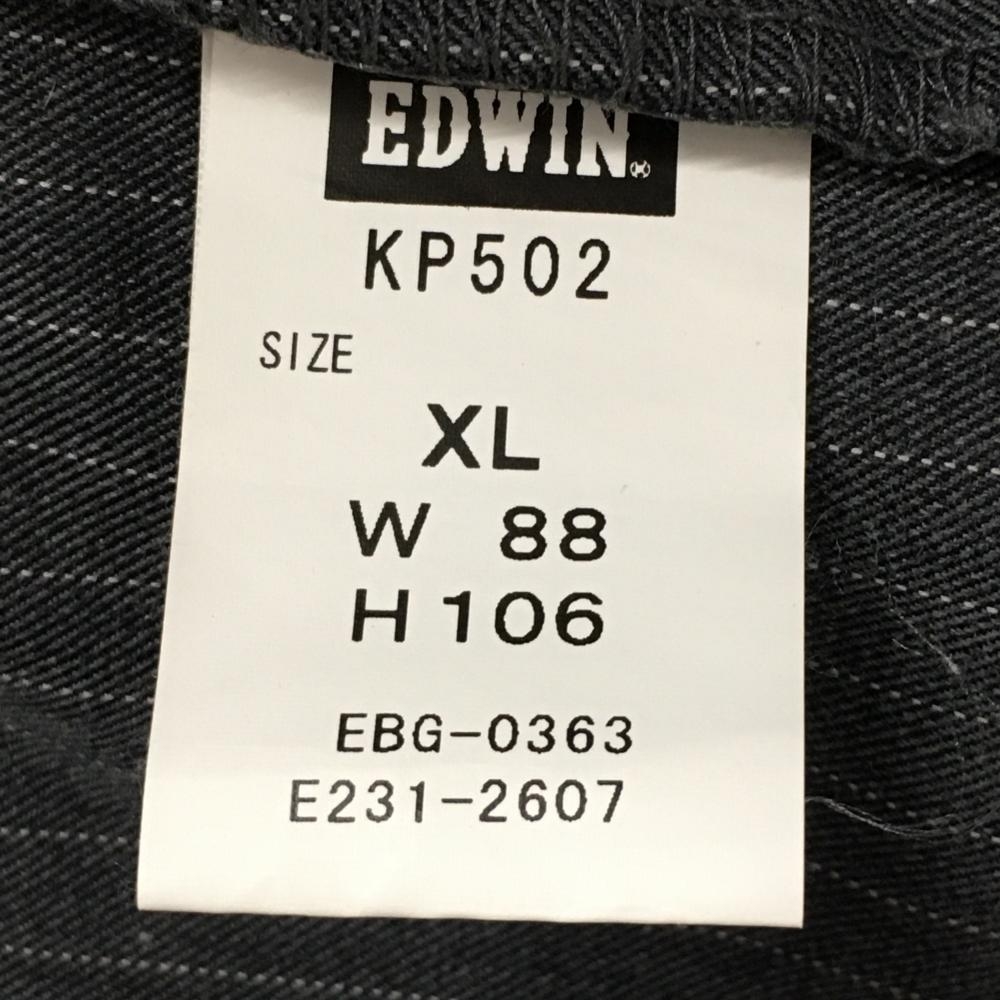 EDWIN
KP502
SIZE
XL
W 88
H 106
EBG-0363
E231-2607